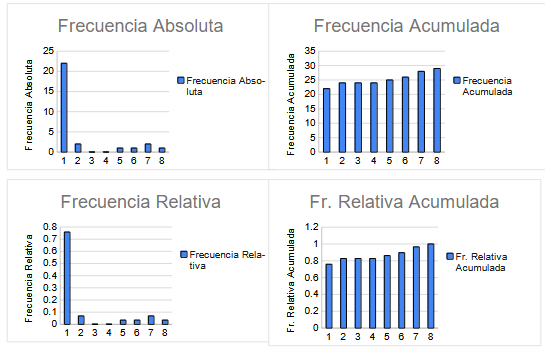 Frecuencia Absoluta
Frecuencia Absoluta
25
20
15
10
5
0
1 2 3 4 5 6 7 8
Frecuencia Abso-
luta
Frecuencia Acumulada
Frecuencia Acumulada
35
30
25
20
15
10
5
0
1 2 3 4 5 6 7 8
Frecuencia
Acumulada
Frecuencia Relativa
Frecuencia Relativa
0.8
0.7
0.6
0.5
0.4
0.3
0.2
0.1
0
1 2 3 4 5 6 7 8
Frecuencia Rela-
tiva
Fr. Relativa Acumulada
Fr. Relativa Acumulada
1.2
1
0.8
0.6
0.4
0.2
0
1 2 3 4 5 6 7 8
Fr. Relativa
Acumulada